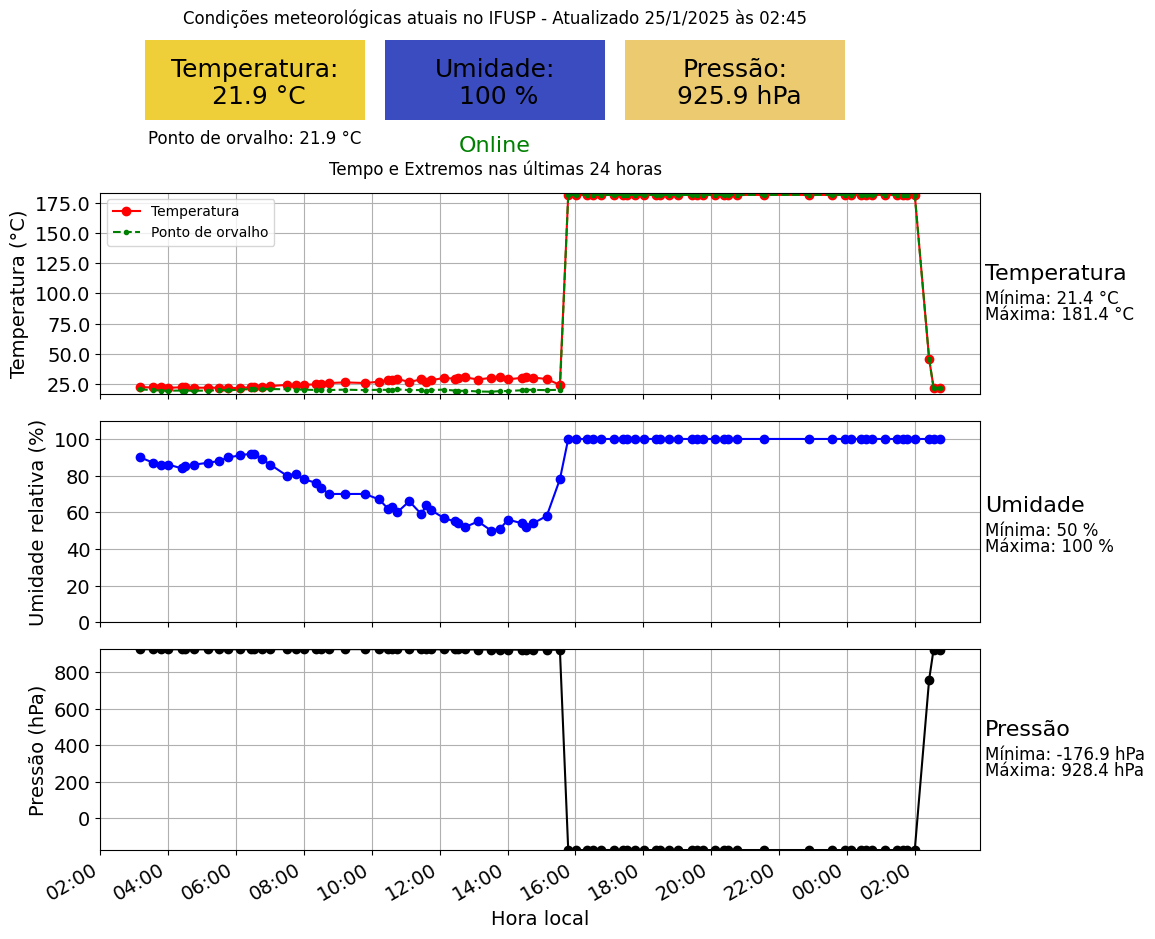 Condições meteorológicas atuais no IFUSP - Atualizado 25/1/2025 às 02:45
Temperatura:
21.9 °C
Umidade:
100 %
Pressão:
925.9 hPa
Ponto de orvalho: 21.9 °C
Online
Tempo e Extremos nas últimas 24 horas
Temperatura (°C)
175.0
150.0
125.0
100.0
75.0
50.0
25.0
Temperatura
Ponto de orvalho
Temperatura
Mínima: 21.4 °C
Máxima: 181.4 °C
Umidade relativa (%)
100
80
60
40
20
0
Umidade
Mínima: 50 %
Máxima: 100 %
Pressão (hPa)
800
600
400
200
0
Pressão
Mínima: -176.9 hPa
Máxima: 928.4 hPa
02:00
04:00
06:00
08:00
10:00
12:00
14:00
16:00
18:00
20:00
22:00
00:00
02:00
Hora local